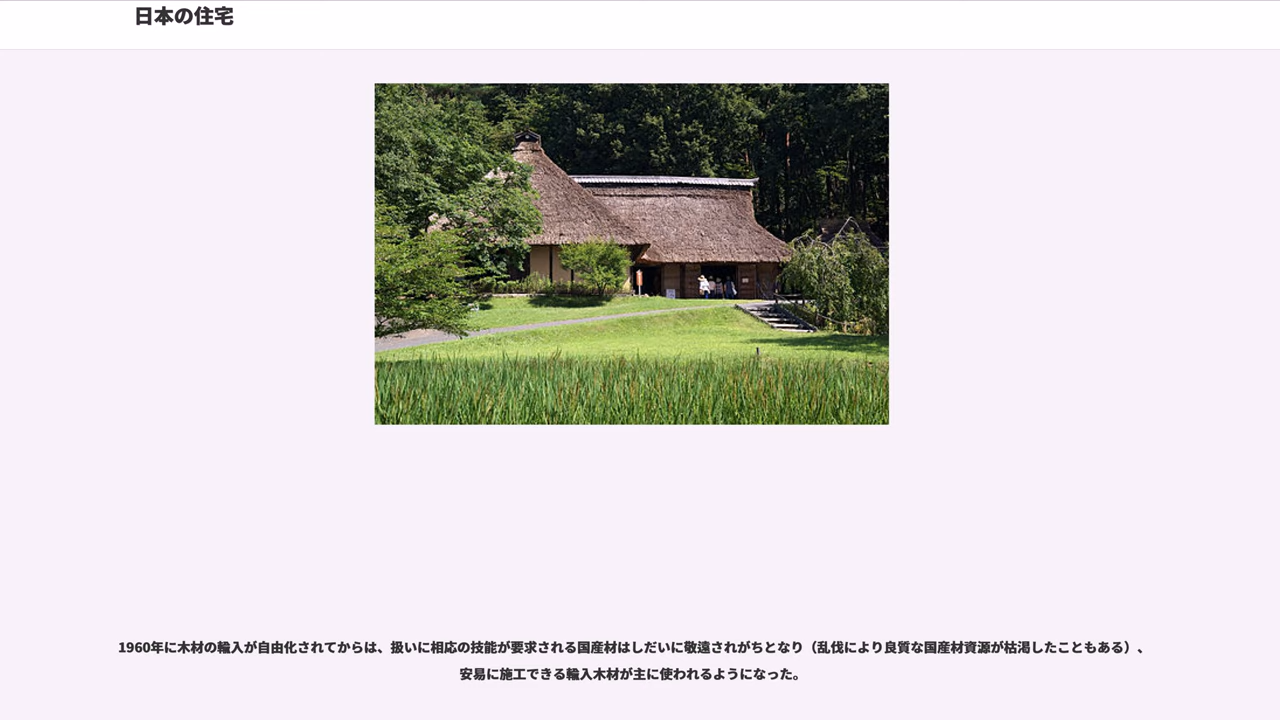 日本の住宅
1960年に木材の輸入が自由化されてからは、扱いに相応の技能が要求される国産材はしだいに敬遠されがちとなり（乱伐により良質な国産材資源が枯渇したこともある）、
安易に施工できる輸入木材が主に使われるようになった。